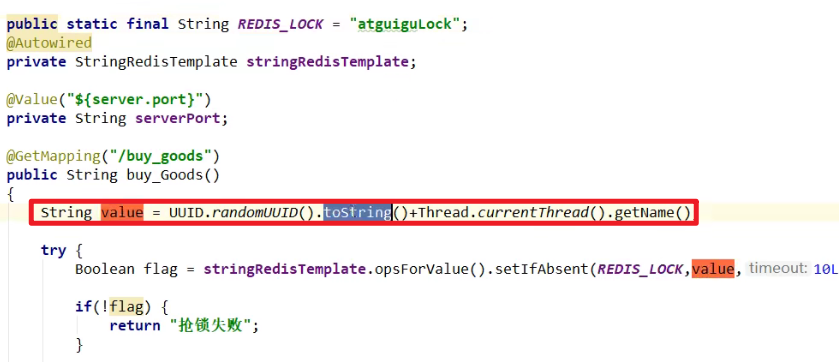 public static final String REDIS_LOCK = "atguiguLock";
@Autowired
private StringRedisTemplate stringRedisTemplate;
@Value("${server.port}")
private String serverPort;
@GetMapping("/buy_goods")
public String buy_Goods()
{
String value = UUID.randomUUID().toString()+Thread.currentThread().getName()
try {
Boolean flag = stringRedisTemplate.opsForValue().setIfAbsent(REDIS_LOCK,value, timeout: 10L
if(!flag) {
return "抢锁失败";
}